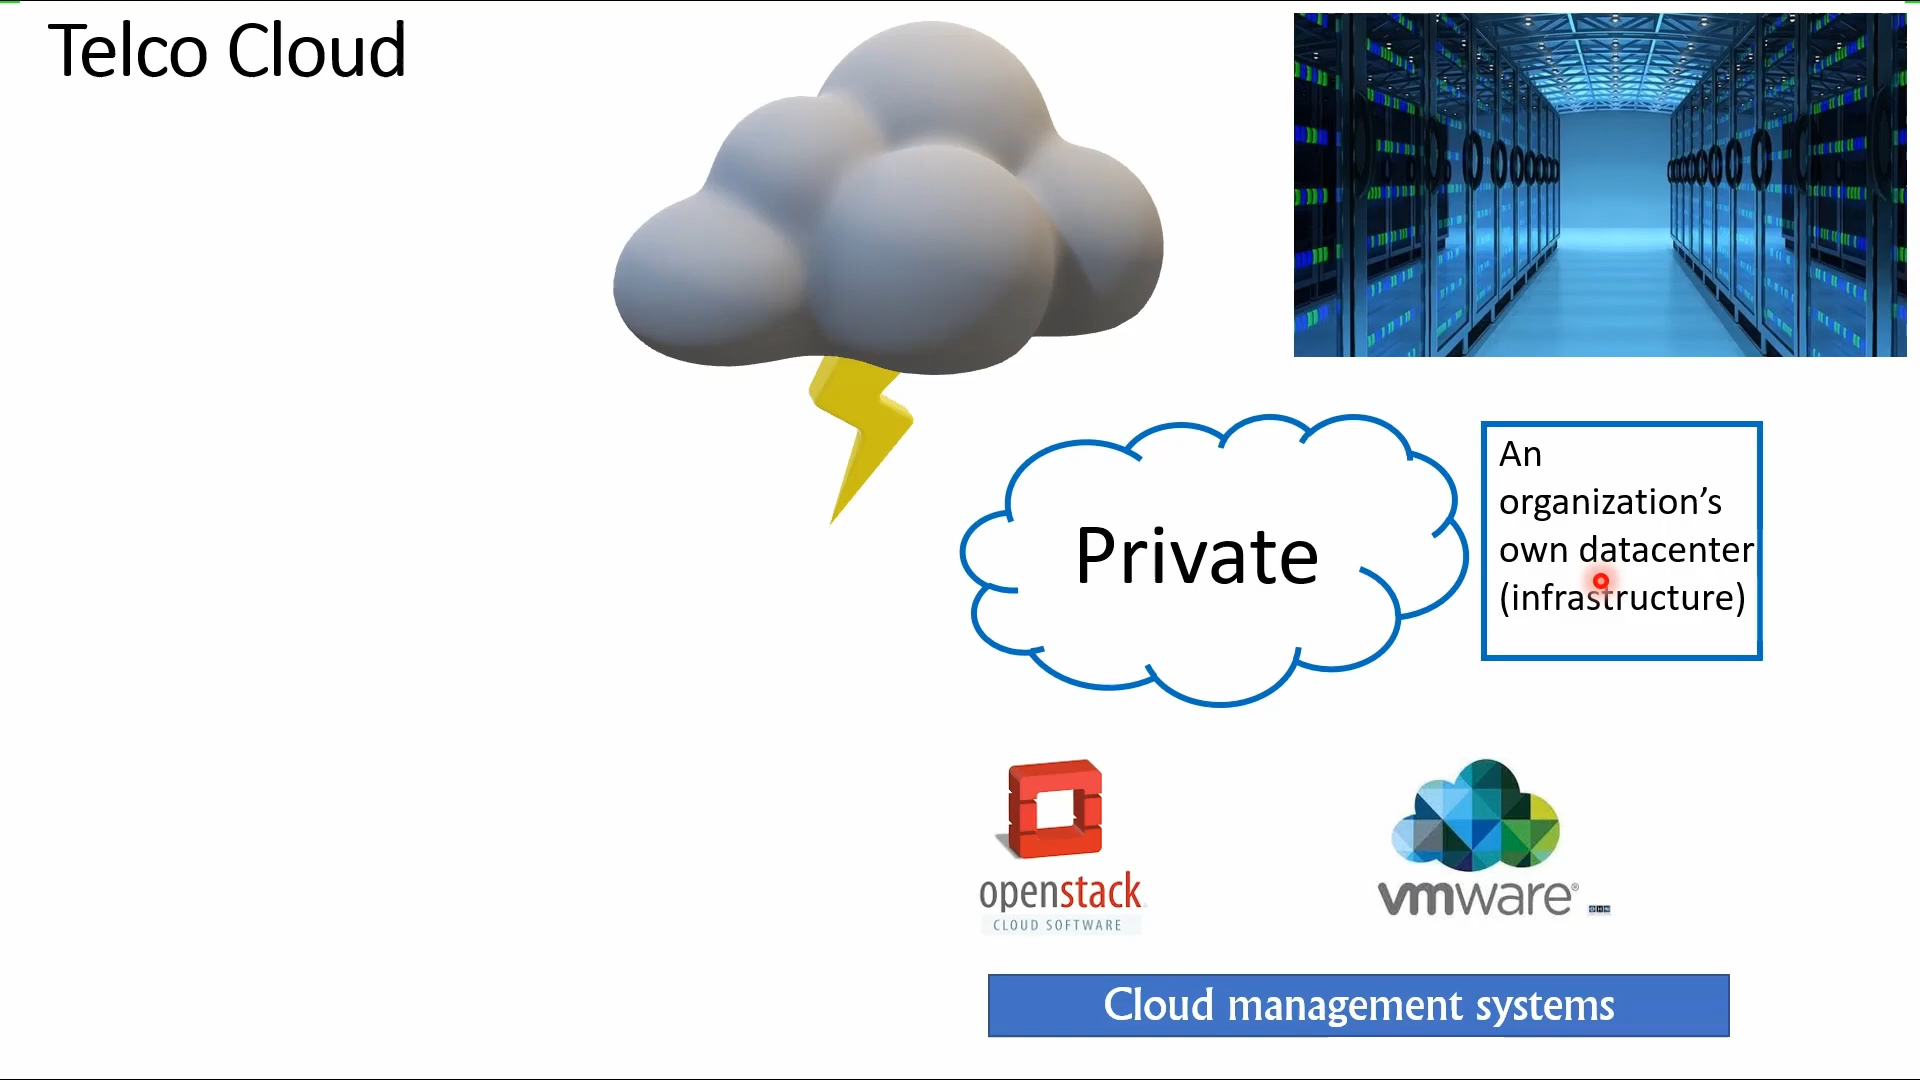 Telco Cloud
An
organization’s
own datacenter
(infrastructure)
Private
openstack
CLOUD SOFTWARE
vmware®
Cloud management systems